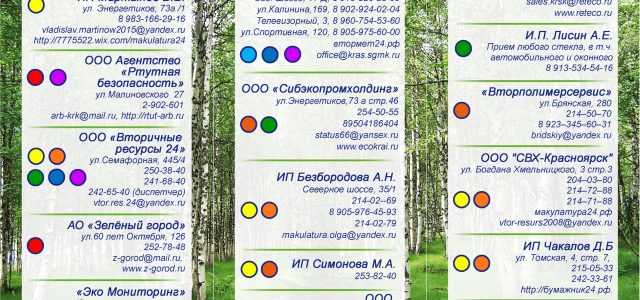 ул. Энергетиков, 73а /1
8 983-166-29-16
vladislav.martinow2015@yandex.ru
http://7775522.wix.com/makulatura24
ООО Агентство
«Ртутная
безопасность»
ул.Малиновского 27
2-902-601
arb-krk@mail.ru, http://rtut-arb.ru
ООО «Вторичные
ресурсы 24»
ул.Семафорная, 445/4
250-38-40
241-68-40
242-65-40 (диспетчер)
vtor.res.24@yandex.ru
АО «Зелёный город»
ул.60 лет Октября, 126
252-78-48
z-gorod@mail.ru,
www.z-gorod.ru
«Эко Мониторинг»
ул.Калинина,169, 8 902-924-02-04
Телевизорный, 3, 8 960-754-53-60
ул.Спортивная, 120, 8 905-975-60-00
втормет24.рф
office@kras.sgmk.ru
ООО «Сибэкопромхолдинг»
ул.Энергетиков,73 а стр.46
254-50-55
89504186404
status66@yansex.ru
www.ecokrai.ru
ИП Безбородова А.Н.
Северное шоссе, 35/1
214-02--69
8 905-976-45-93
214-02-79
makulatura.olga@yandex.ru
ИП Симонова М.А.
253-82-40
ООО
sales.krsk@reteco.ru
www.reteco.ru
И.П. Лисин А.Е.
Прием любого стекла, в т.ч.
автомобильного и оконного
8 913-534-54-16
«Вторполимерсервис»
ул.Брянская, 280
214-50-70
8 923--345-60-31
bridskiy@yandex.ru
ООО "СВХ-Красноярск"
ул. Богдана Хмельницкого, 3 стр.3
204-03-80
214-72-88
214-71-88
макулатура24.рф
vtor-resurs2008@yandex.ru
ИП Чакалов Д.Б
ул. Томская, 4, стр. 7,
215-05-33
242-33-61
http://бумажник24.рф.